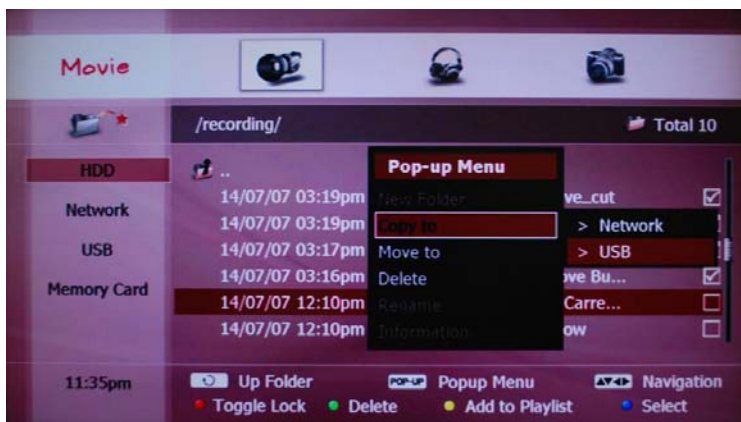 Movie
/recording/ Total 10
HDD
Network
USB
Memory Card
..
14/07/07 03:19pm ve_cut
14/07/07 03:19pm
14/07/07 03:17pm
14/07/07 03:16pm ove Bu...
14/07/07 12:10pm Carre...
14/07/07 12:10pm ow
Pop-up Menu
New Folder
Copy to
Move to
Delete
Rename
Information
> Network
> USB
11:35pm
Up Folder POP-UP Popup Menu Navigation
Toggle Lock Delete Add to Playlist Select